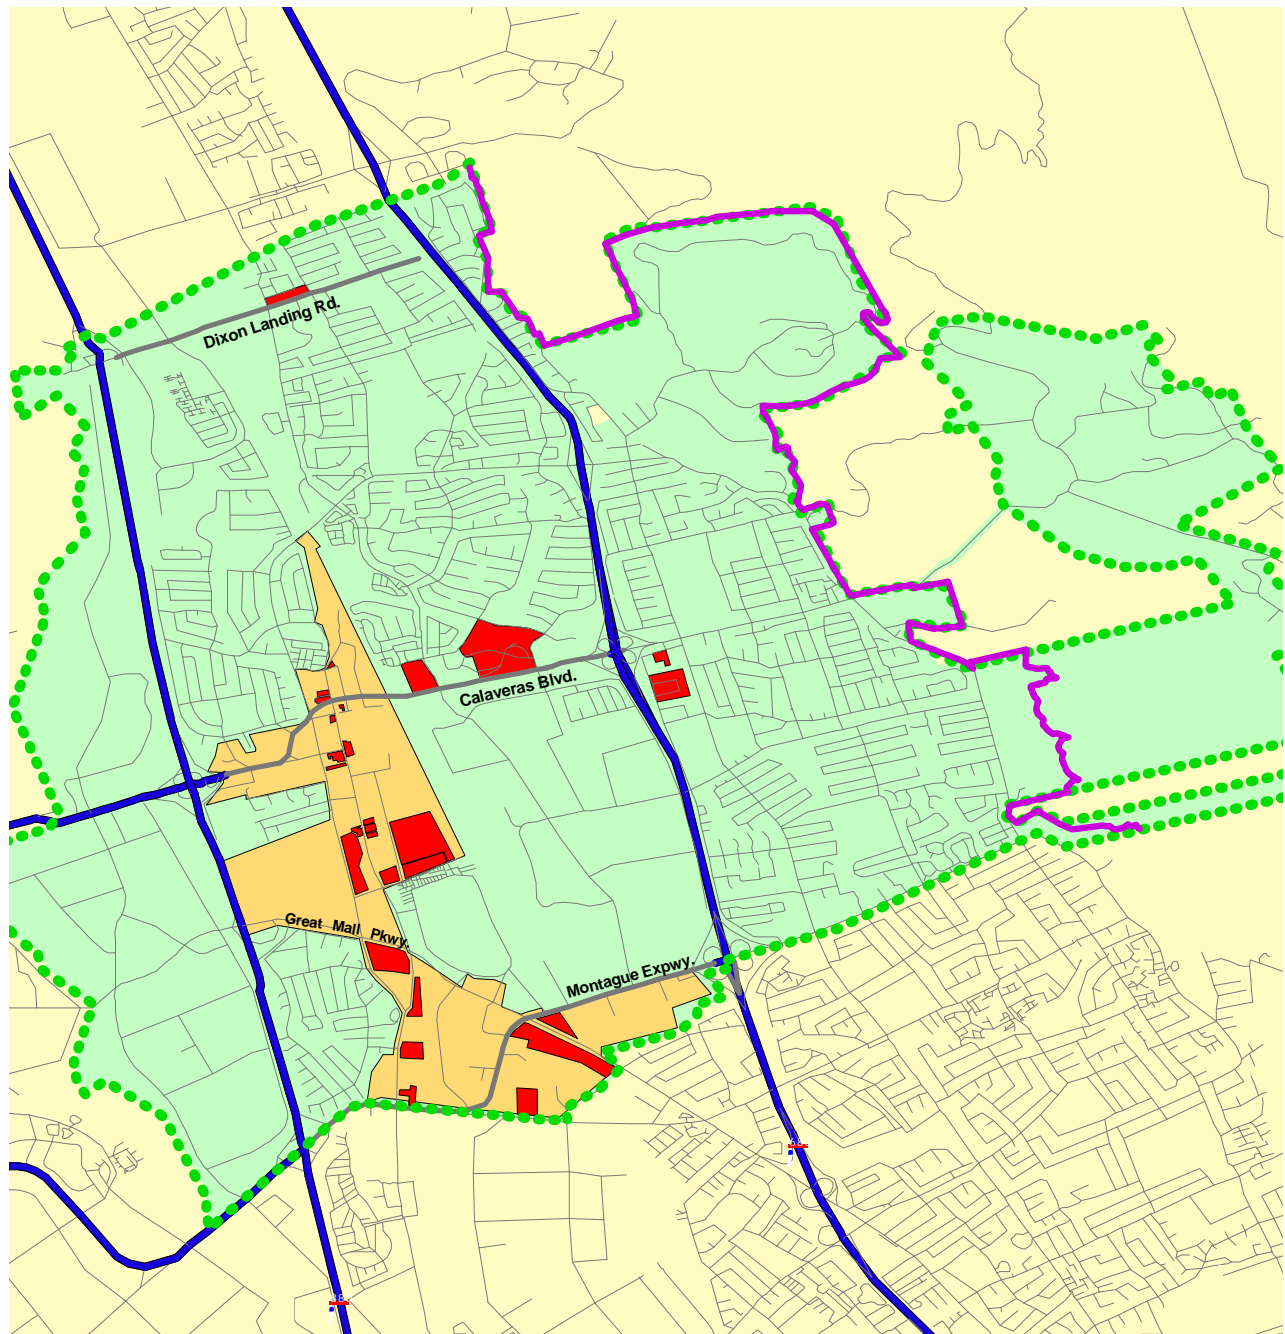 Dixon Landing Rd.
Calaveras Blvd.
Great Mall Pkwy.
Montague Expwy.